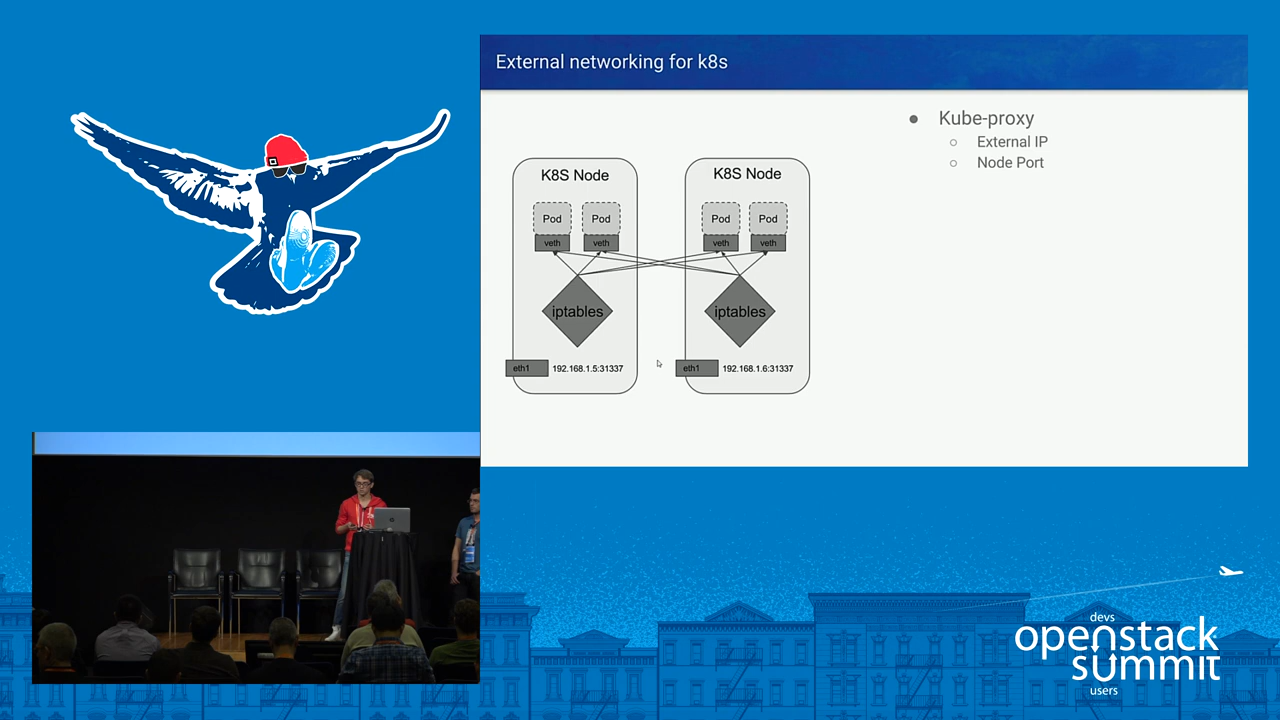 External networking for k8s
● Kube-proxy
○ External IP
○ Node Port
K8S Node
Pod Pod
veth veth
iptables
eth1 192.168.1.5:31337
K8S Node
Pod Pod
veth veth
iptables
eth1 192.168.1.6:31337
devs
openstack
summit
users